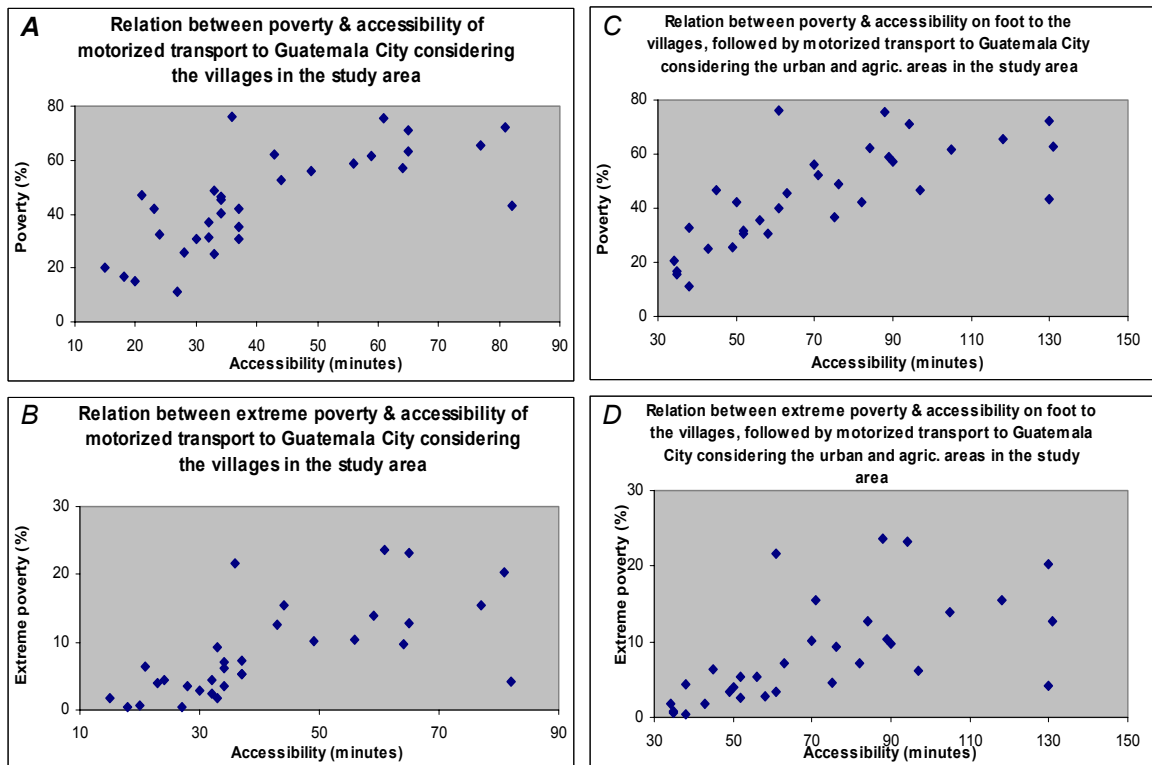 A
Relation between poverty & accessibility of
motorized transport to Guatemala City considering
the villages in the study area
Poverty (%)
80
60
40
20
0
10 20 30 40 50 60 70 80 90
Accessibility (minutes)
C
Relation between poverty & accessibility on foot to the
villages, followed by motorized transport to Guatemala City
considering the urban and agric. areas in the study area
Poverty (%)
80
60
40
20
0
30 50 70 90 110 130 150
Accessibility (minutes)
B
Relation between extreme poverty & accessibility of
motorized transport to Guatemala City considering
the villages in the study area
Extreme poverty (%)
30
20
10
0
10 30 50 70 90
Accessibility (minutes)
D
Relation between extreme poverty & accessibility on foot to
the villages, followed by motorized transport to Guatemala
City considering the urban and agric. areas in the study
area
Extreme poverty (%)
30
20
10
0
30 50 70 90 110 130 150
Accessibility (minutes)